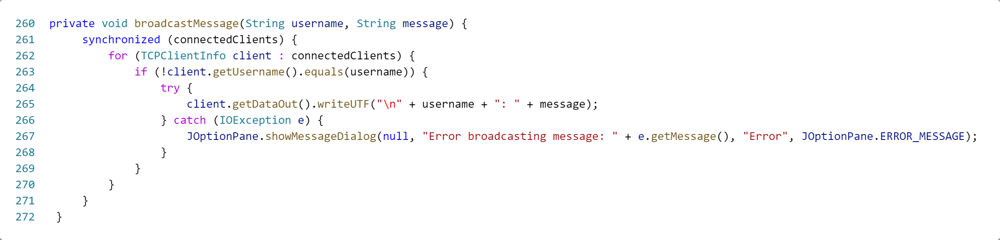 260 private void broadcastMessage(String username, String message) {
261 synchronized (connectedClients) {
262 for (TCPClientInfo client : connectedClients) {
263 if (!client.getUsername().equals(username)) {
264 try {
265 client.getDataOut().writeUTF("\n" + username + ": " + message);
266 } catch (IOException e) {
267 JOptionPane.showMessageDialog(null, "Error broadcasting message: " + e.getMessage(), "Error", JOptionPane.ERROR_MESSAGE);
268 }
269 }
270 }
271 }
272 }